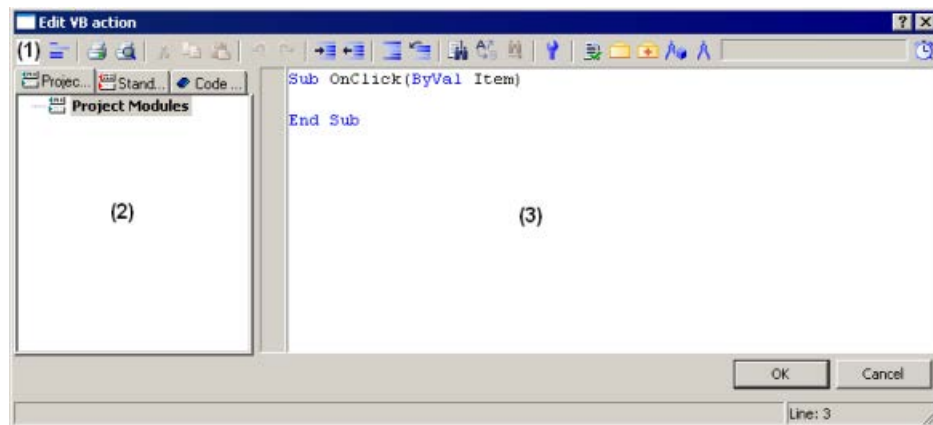 Edit VB action
(1)
Projec... Stand... Code ...
Project Modules
Sub OnClick(ByVal Item)
End Sub
(2)
(3)
OK Cancel
Line: 3